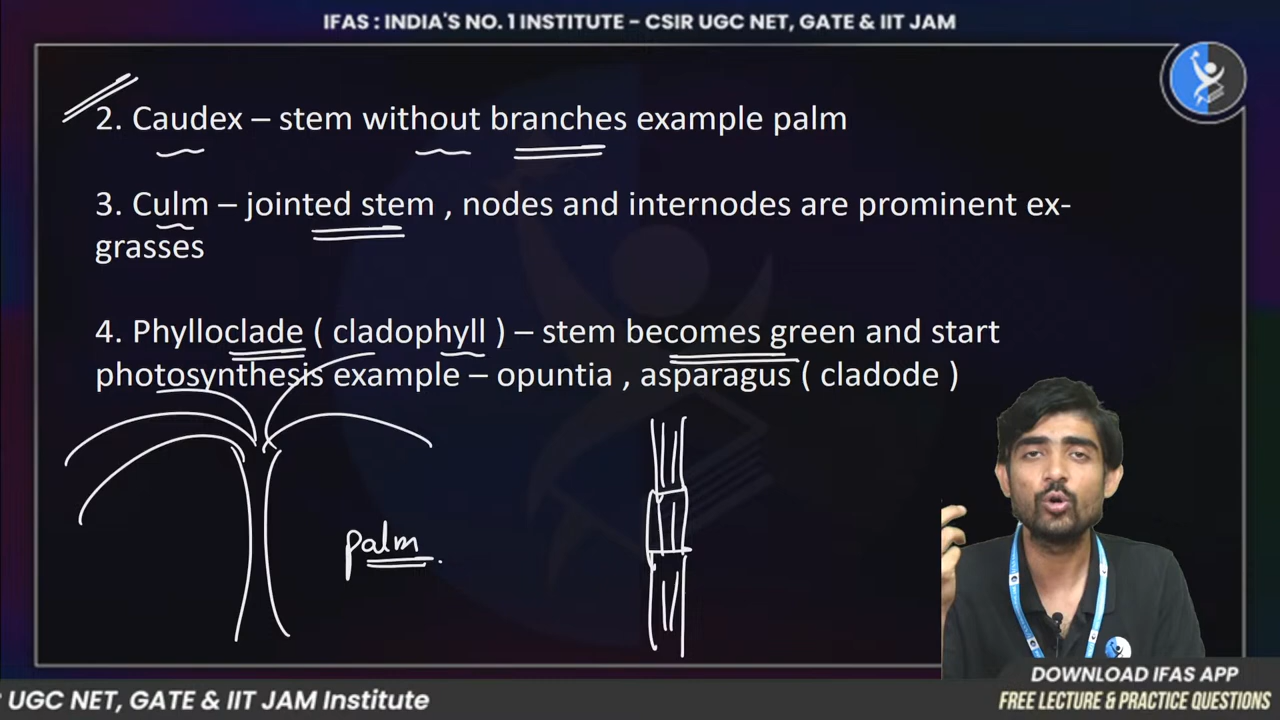 IFAS : INDIA'S NO. 1 INSTITUTE – CSIR UGC NET, GATE & IIT JAM
2. Caudex – stem without branches example palm
3. Culm – jointed stem , nodes and internodes are prominent ex-
grasses
4. Phylloclade ( cladophyll ) – stem becomes green and start
photosynthesis example – opuntia , asparagus ( cladode )
palm.
DOWNLOAD IFAS APP
FREE LECTURE & PRACTICE QUESTIONS
UGC NET, GATE & IIT JAM Institute